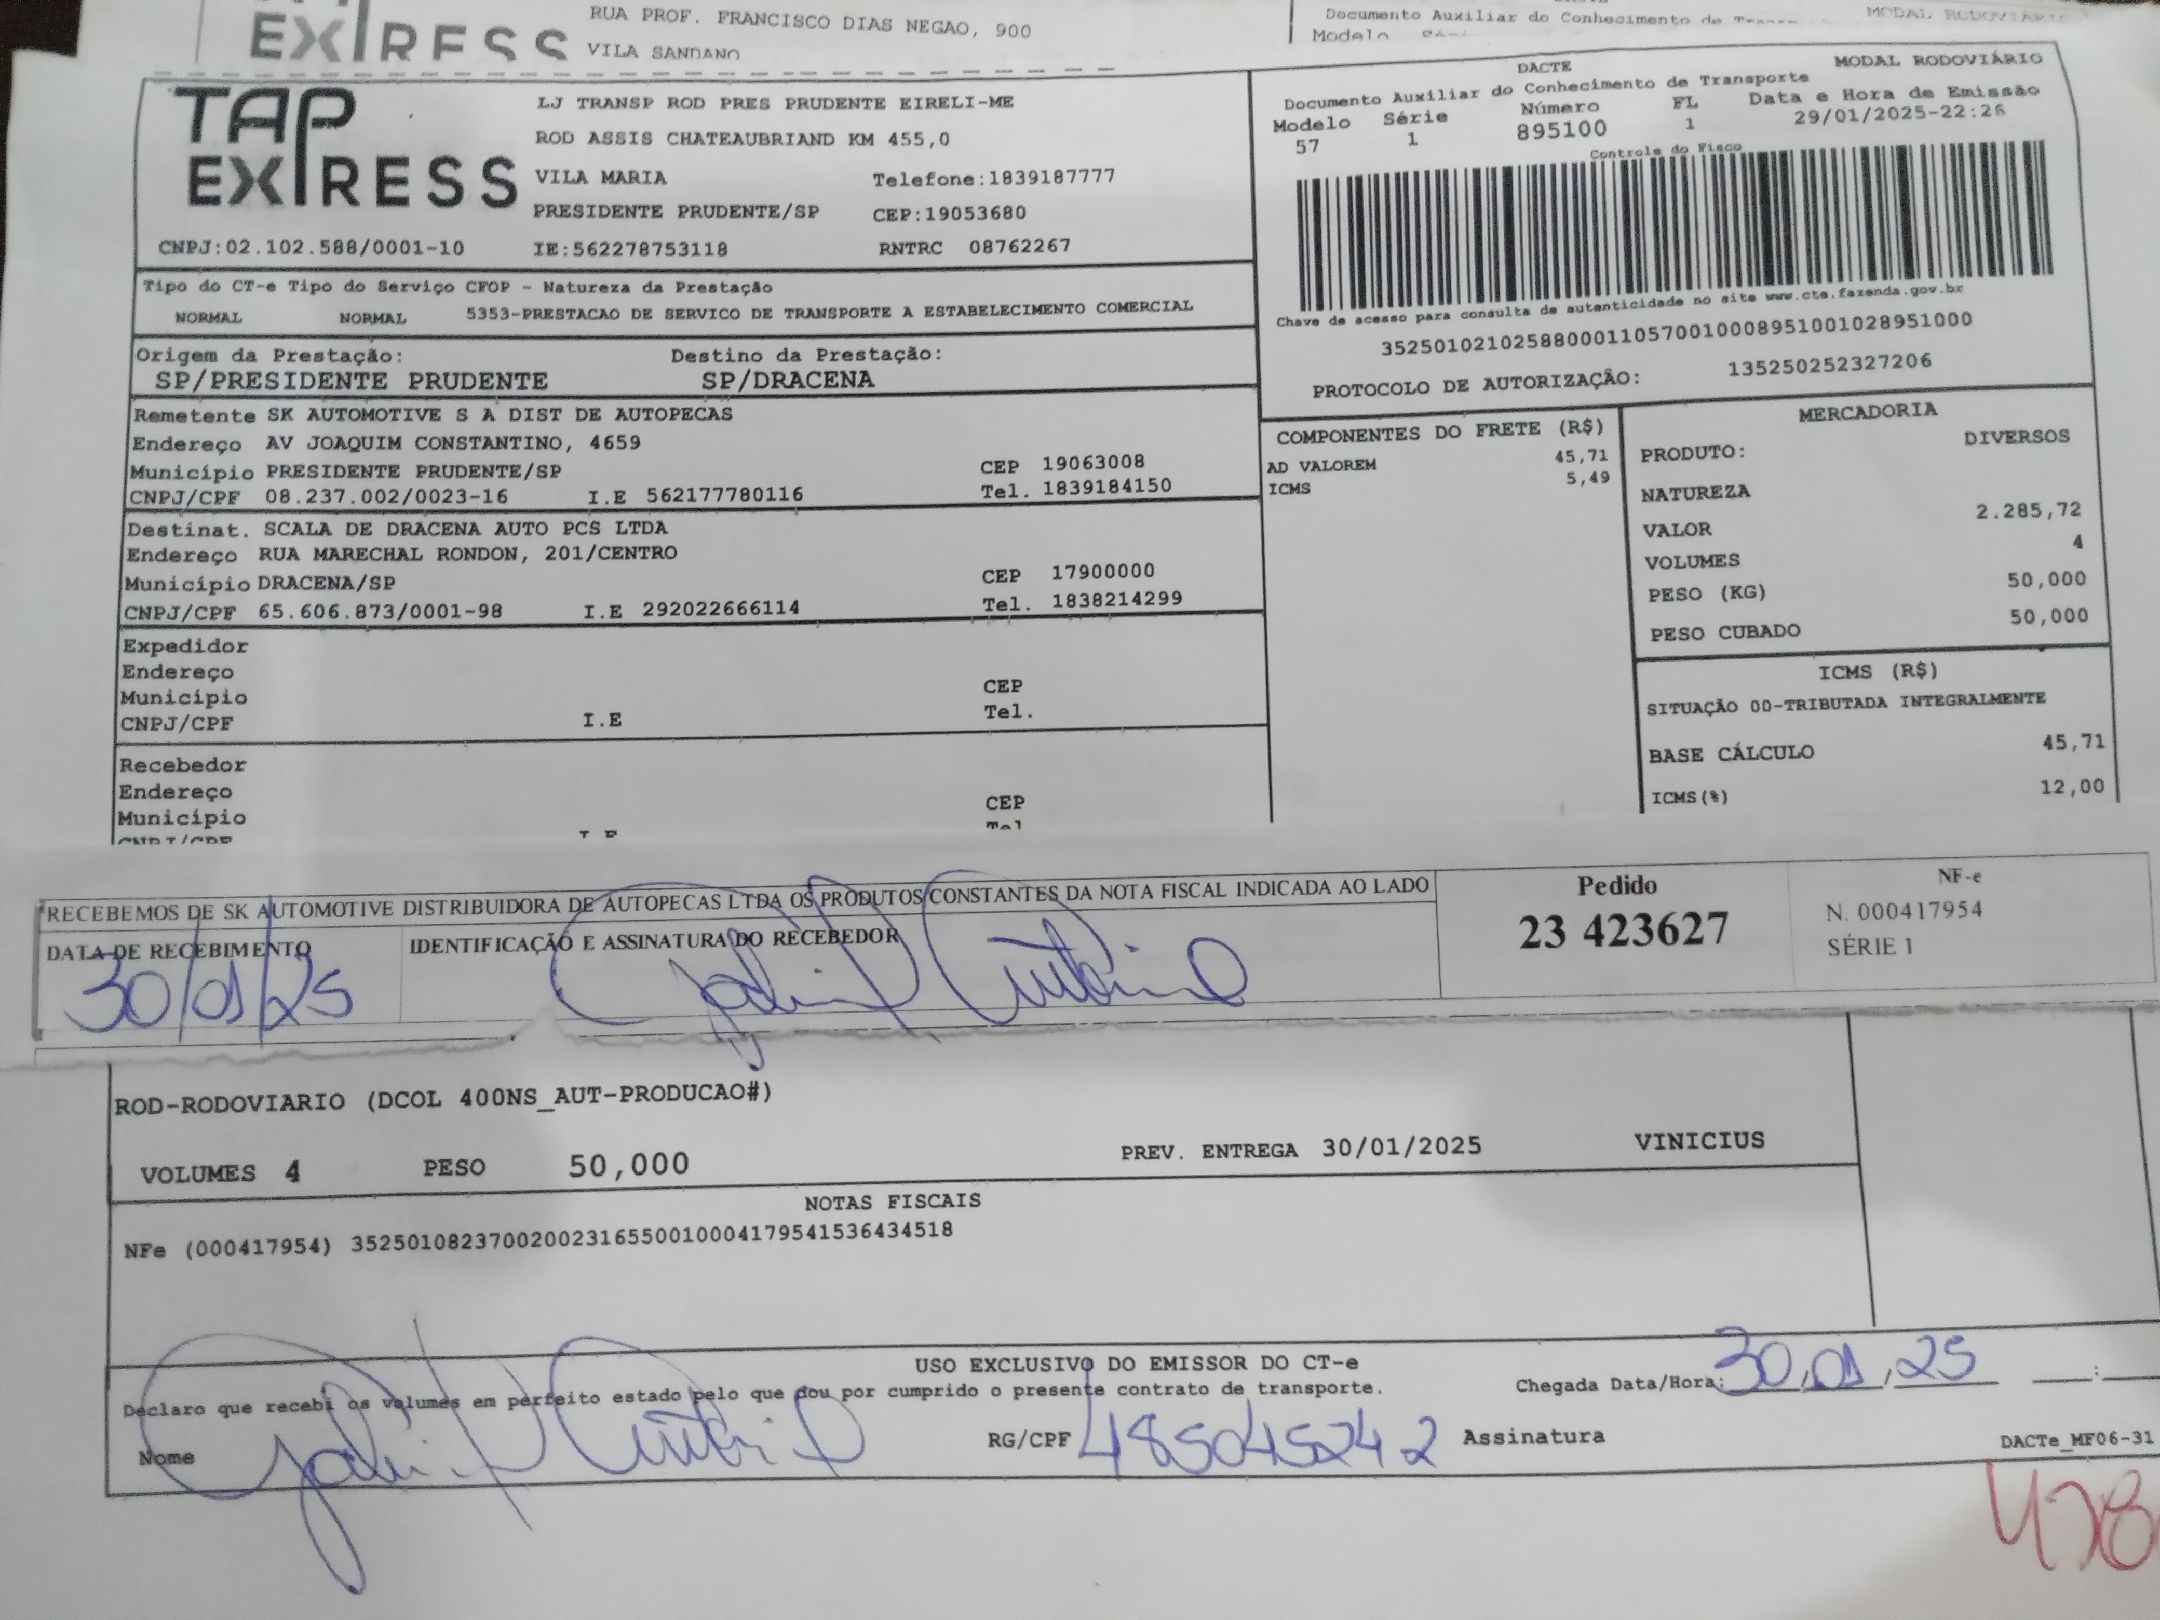 EXPRESS
RUA PROF. FRANCISCO DIAS NEGAO, 900
VILA SANDANO
Documento Auxiliar do Conhecimento de
MODAL RODOVIÁRIO
Modelo
TAP
EXPRESS
LJ TRANSP ROD PRES PRUDENTE EIRELI-ME
ROD ASSIS CHATEAUBRIAND KM 455,0
VILA MARIA Telefone:1839187777
PRESIDENTE PRUDENTE/SP CEP:19053680
CNPJ:02.102.588/0001-10 IE:562278753118 RNTRC 08762267
DACTE MODAL RODOVIÁRIO
Documento Auxiliar do Conhecimento de Transporte
Modelo Série Número FL Data e Hora de Emissão
57 1 895100 1 29/01/2025-22:26
Controle do Fisco
Chave de acesso para consulta de autenticidade no site www.cte.fazenda.gov.br
35250102102588000110570010008951001028951000
PROTOCOLO DE AUTORIZAÇÃO: 135250252327206
Tipo do CT-e Tipo do Serviço CFOP - Natureza da Prestação
NORMAL NORMAL 5353-PRESTACAO DE SERVICO DE TRANSPORTE A ESTABELECIMENTO COMERCIAL
Origem da Prestação: Destino da Prestação:
SP/PRESIDENTE PRUDENTE SP/DRACENA
Remetente SK AUTOMOTIVE S A DIST DE AUTOPECAS
Endereço AV JOAQUIM CONSTANTINO, 4659
Município PRESIDENTE PRUDENTE/SP CEP 19063008
CNPJ/CPF 08.237.002/0023-16 I.E 562177780116 Tel. 1839184150
Destinat. SCALA DE DRACENA AUTO PCS LTDA
Endereço RUA MARECHAL RONDON, 201/CENTRO
Município DRACENA/SP CEP 17900000
CNPJ/CPF 65.606.873/0001-98 I.E 292022666114 Tel. 1838214299
Expedidor
Endereço
Município CEP
CNPJ/CPF I.E Tel.
Recebedor
Endereço
Município CEP
CNPJ/CPF I.E Tel
COMPONENTES DO FRETE (R$)
AD VALOREM 45,71
ICMS 5,49
MERCADORIA
PRODUTO: DIVERSOS
NATUREZA
VALOR 2.285,72
VOLUMES 4
PESO (KG) 50,000
PESO CUBADO 50,000
ICMS (R$)
SITUAÇÃO 00-TRIBUTADA INTEGRALMENTE
BASE CÁLCULO 45,71
ICMS(%) 12,00
RECEBEMOS DE SK AUTOMOTIVE DISTRIBUIDORA DE AUTOPECAS LTDA OS PRODUTOS CONSTANTES DA NOTA FISCAL INDICADA AO LADO
DATA DE RECEBIMENTO IDENTIFICAÇÃO E ASSINATURA DO RECEBEDOR
30/01/25
Pedido
23 423627
NF-e
N. 000417954
SÉRIE 1
ROD-RODOVIARIO (DCOL 400NS_AUT-PRODUCAO#)
VOLUMES 4 PESO 50,000 PREV. ENTREGA 30/01/2025 VINICIUS
NOTAS FISCAIS
NFe (000417954) 35250108237002002316550010004179541536434518
USO EXCLUSIVO DO EMISSOR DO CT-e
Declaro que recebi os volumes em perfeito estado pelo que dou por cumprido o presente contrato de transporte.
Chegada Data/Hora: 30,01,25 :
Nome RG/CPF 485045242 Assinatura
DACTe_MF06-31
478